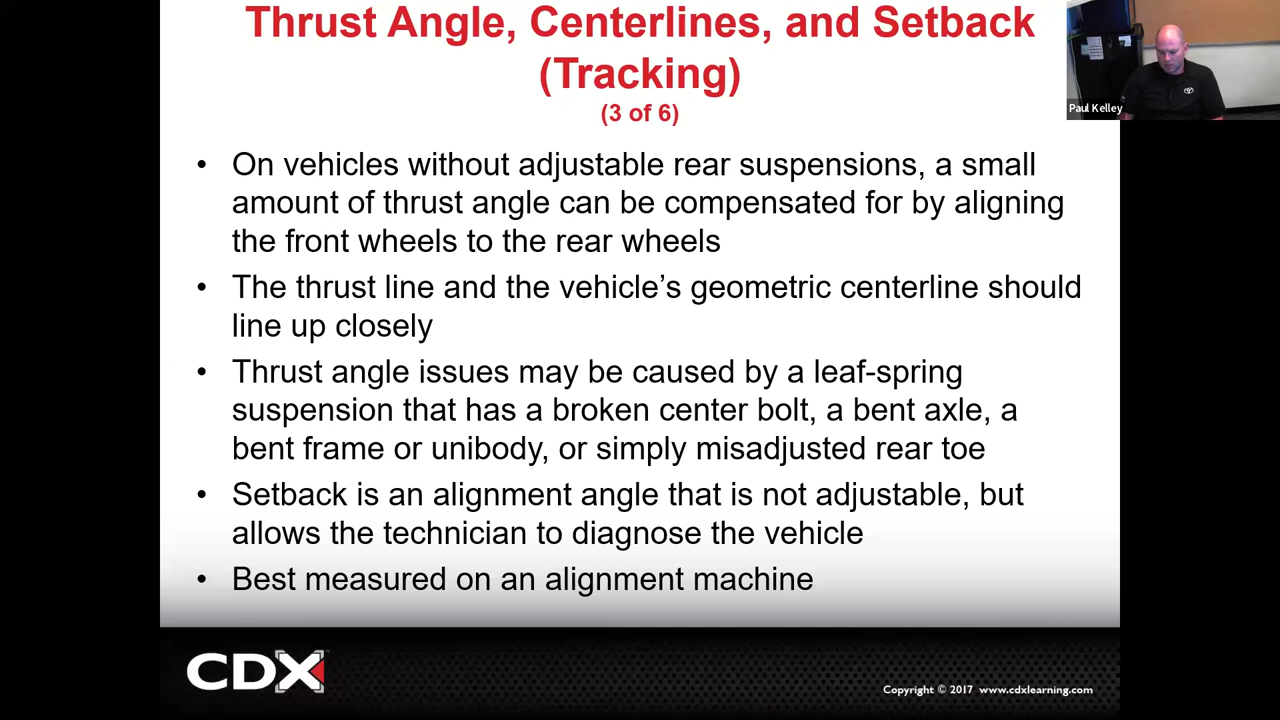 Thrust Angle, Centerlines, and Setback
(Tracking)
(3 of 6)
Paul Kelley
• On vehicles without adjustable rear suspensions, a small
amount of thrust angle can be compensated for by aligning
the front wheels to the rear wheels
• The thrust line and the vehicle’s geometric centerline should
line up closely
• Thrust angle issues may be caused by a leaf-spring
suspension that has a broken center bolt, a bent axle, a
bent frame or unibody, or simply misadjusted rear toe
• Setback is an alignment angle that is not adjustable, but
allows the technician to diagnose the vehicle
• Best measured on an alignment machine
CDX
Copyright © 2017 www.cdxlearning.com